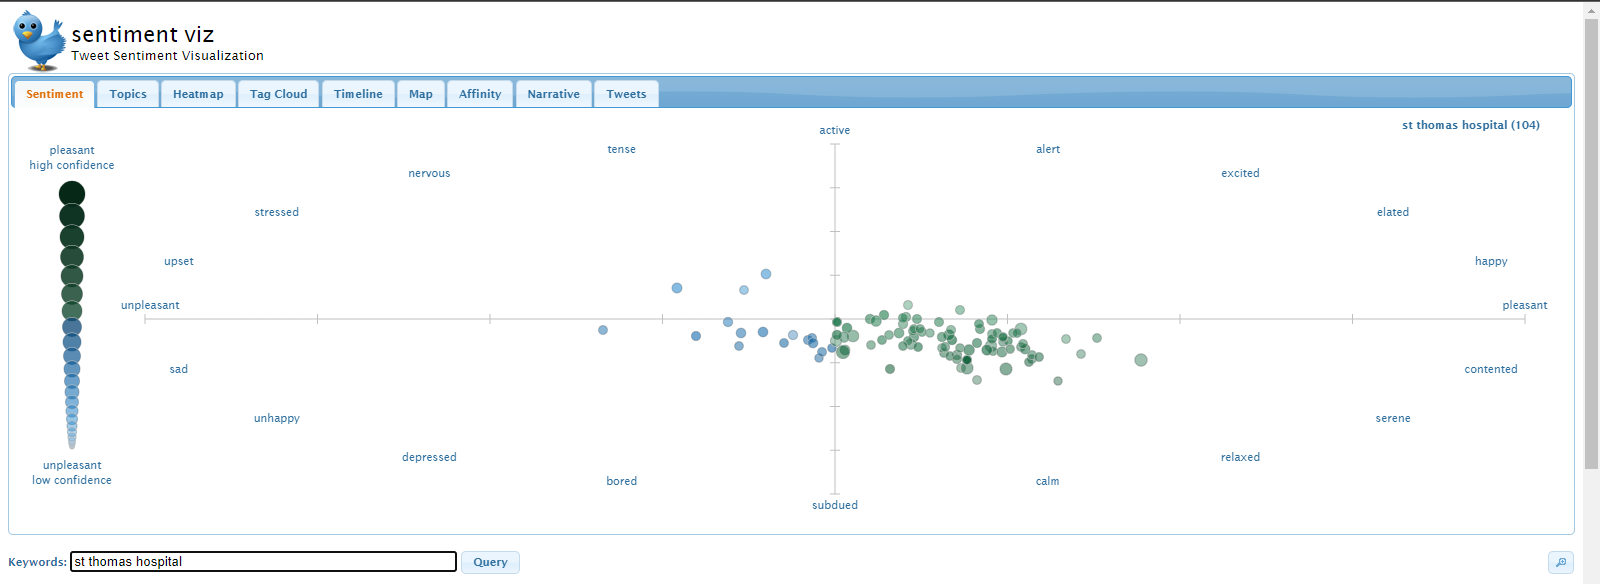 sentiment viz
Tweet Sentiment Visualization
Sentiment Topics Heatmap Tag Cloud Timeline Map Affinity Narrative Tweets
st thomas hospital (104)
active
tense
alert
pleasant
high confidence
nervous
excited
stressed
elated
upset
happy
unpleasant
pleasant
sad
contented
unhappy
serene
depressed
relaxed
unpleasant
low confidence
bored
calm
subdued
Keywords: st thomas hospital Query